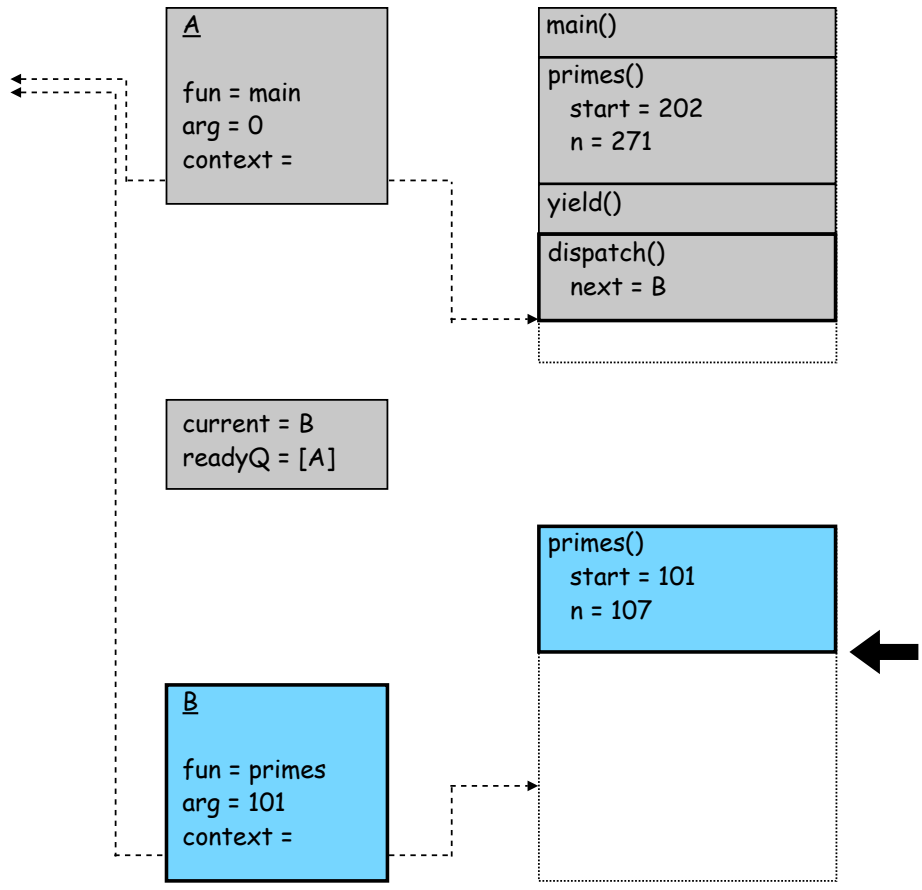 A
fun = main
arg = 0
context =
main()
primes()
start = 202
n = 271
yield()
dispatch()
next = B
current = B
readyQ = [A]
primes()
start = 101
n = 107
B
fun = primes
arg = 101
context =